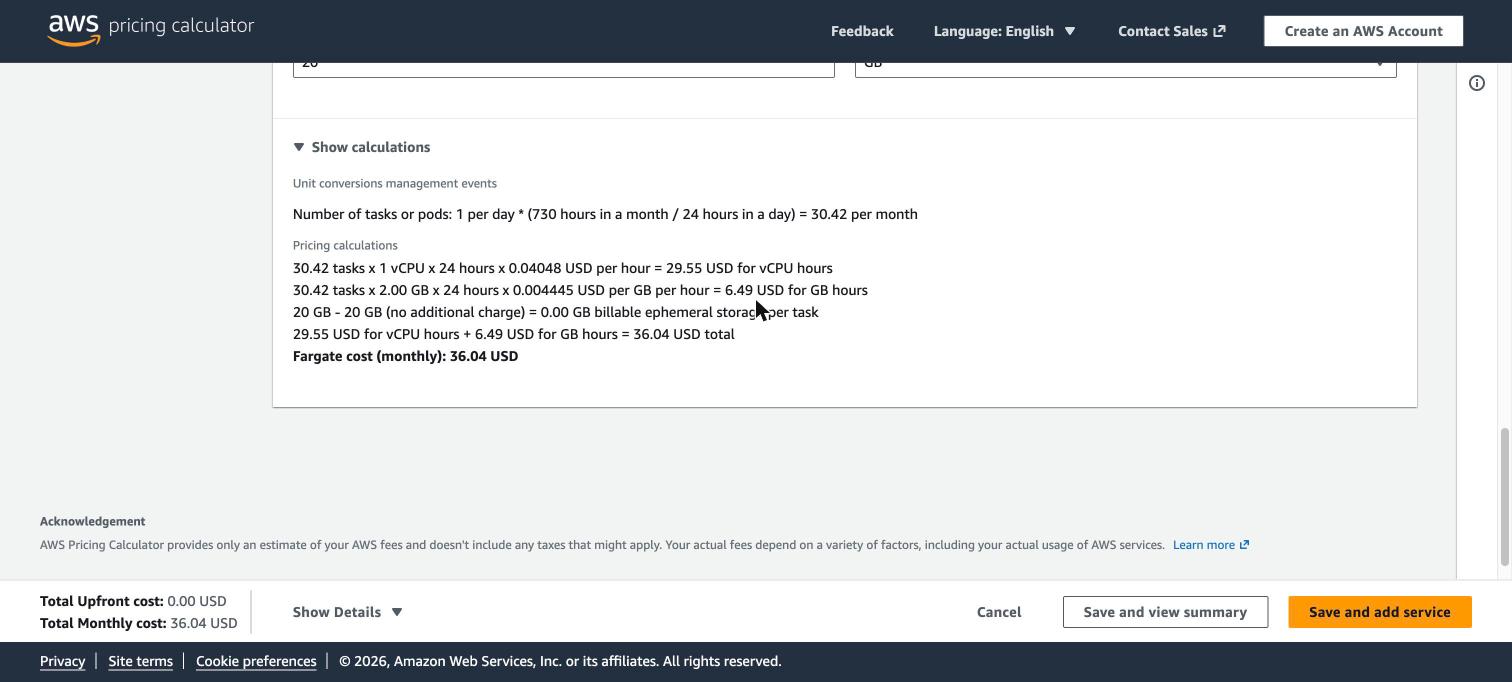 aws pricing calculator
Feedback
Language: English
Contact Sales
Create an AWS Account
20
GB
Show calculations
Unit conversions management events
Number of tasks or pods: 1 per day * (730 hours in a month / 24 hours in a day) = 30.42 per month
Pricing calculations
30.42 tasks x 1 vCPU x 24 hours x 0.04048 USD per hour = 29.55 USD for vCPU hours
30.42 tasks x 2.00 GB x 24 hours x 0.004445 USD per GB per hour = 6.49 USD for GB hours
20 GB - 20 GB (no additional charge) = 0.00 GB billable ephemeral storage per task
29.55 USD for vCPU hours + 6.49 USD for GB hours = 36.04 USD total
Fargate cost (monthly): 36.04 USD
Acknowledgement
AWS Pricing Calculator provides only an estimate of your AWS fees and doesn't include any taxes that might apply. Your actual fees depend on a variety of factors, including your actual usage of AWS services. Learn more
Total Upfront cost: 0.00 USD
Total Monthly cost: 36.04 USD
Show Details
Cancel
Save and view summary
Save and add service
Privacy | Site terms | Cookie preferences | © 2026, Amazon Web Services, Inc. or its affiliates. All rights reserved.